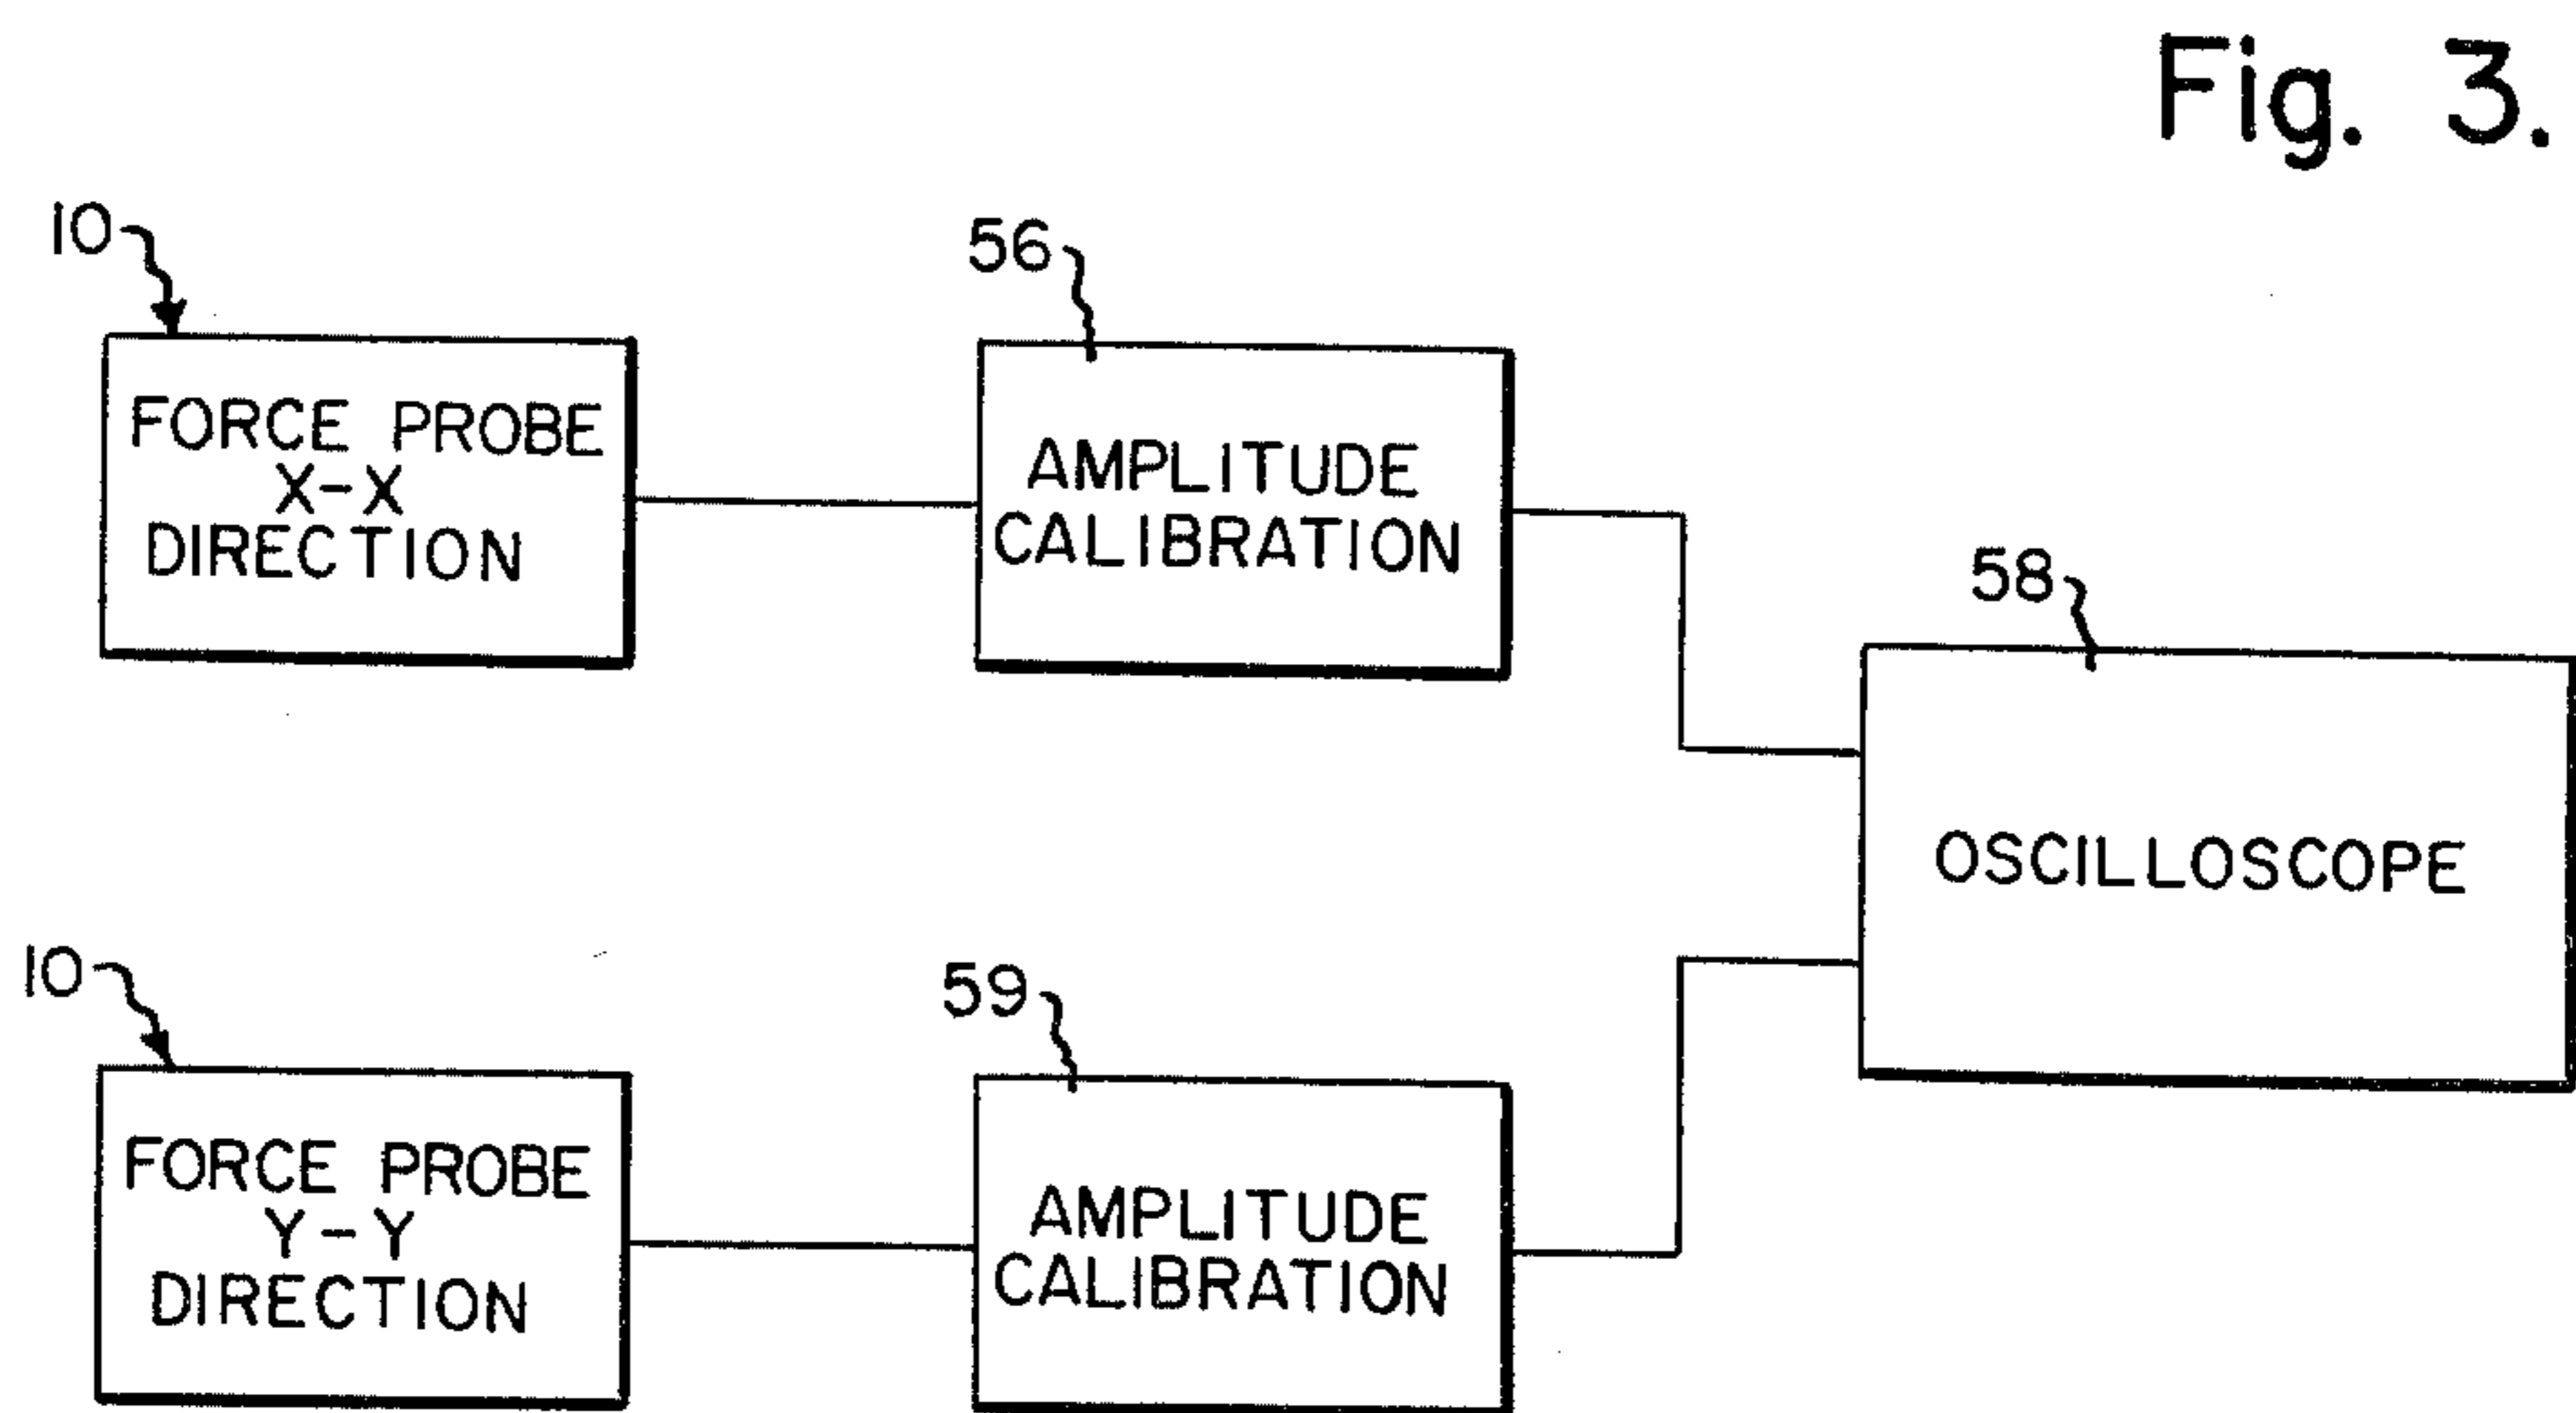 Fig. 3.
10
FORCE PROBE
X-X
DIRECTION
56
AMPLITUDE
CALIBRATION
58
OSCILLOSCOPE
10
FORCE PROBE
Y-Y
DIRECTION
59
AMPLITUDE
CALIBRATION